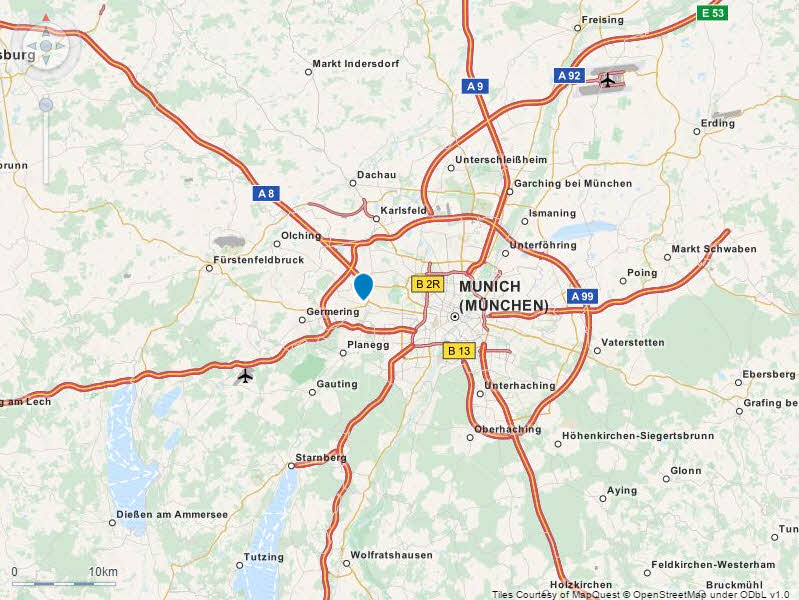 E 53
Freising
sburg
Markt Indersdorf
A 92
A 9
Erding
Unterschleißheim
brunn
Dachau
Garching bei München
A 8
Karlsfeld
Ismaning
Olching
Unterföhring
Markt Schwaben
Fürstenfeldbruck
Poing
B 2R
MUNICH
(MÜNCHEN)
A 99
Germering
Planegg
B 13
Vaterstetten
Ebersberg
Gauting
Unterhaching
g am Lech
Grafing be
Oberhaching
Höhenkirchen-Siegertsbrunn
Starnberg
Glonn
Aying
Dießen am Ammersee
Tun
Tutzing
Wolfratshausen
Feldkirchen-Westerham
0 10km
Holzkirchen
Bruckmühl
Tiles Courtesy of MapQuest © OpenStreetMap under ODbL v1.0